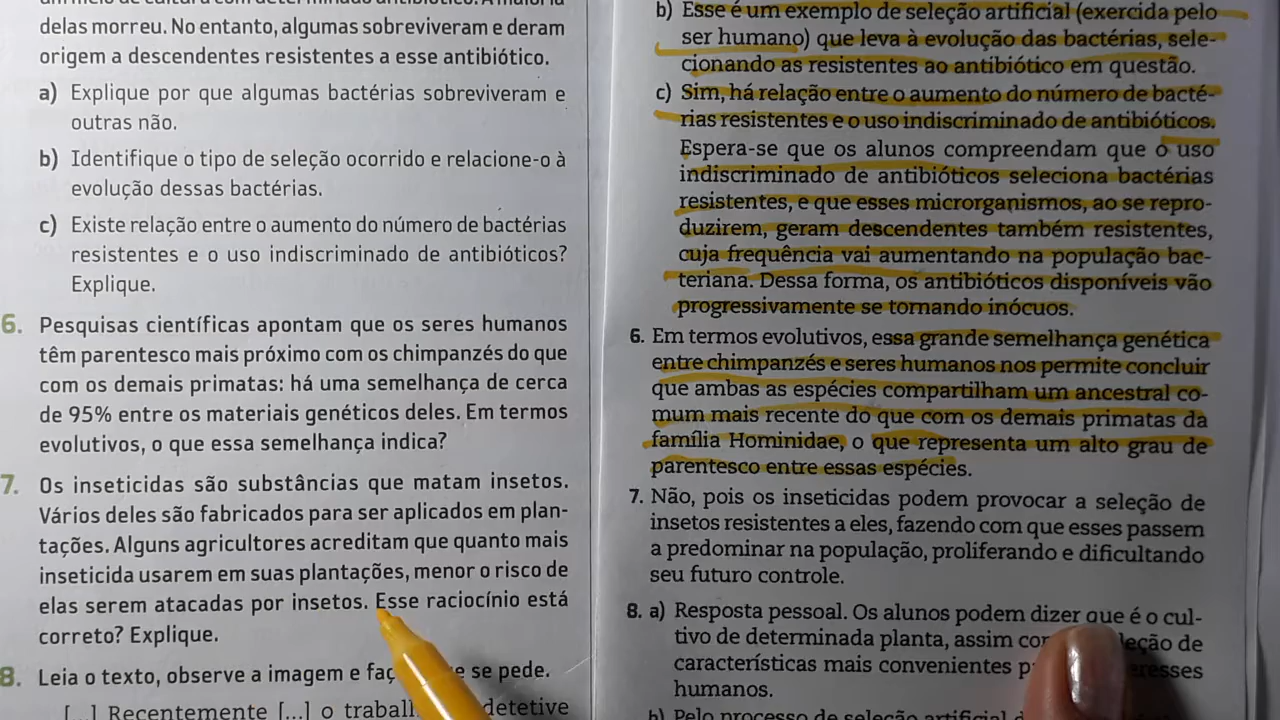 delas morreu. No entanto, algumas sobreviveram e deram
origem a descendentes resistentes a esse antibiótico.
a) Explique por que algumas bactérias sobreviveram e
outras não.
b) Identifique o tipo de seleção ocorrido e relacione-o à
evolução dessas bactérias.
c) Existe relação entre o aumento do número de bactérias
resistentes e o uso indiscriminado de antibióticos?
Explique.
6. Pesquisas científicas apontam que os seres humanos
têm parentesco mais próximo com os chimpanzés do que
com os demais primatas: há uma semelhança de cerca
de 95% entre os materiais genéticos deles. Em termos
evolutivos, o que essa semelhança indica?
7. Os inseticidas são substâncias que matam insetos.
Vários deles são fabricados para ser aplicados em plan-
tações. Alguns agricultores acreditam que quanto mais
inseticida usarem em suas plantações, menor o risco de
elas serem atacadas por insetos. Esse raciocínio está
correto? Explique.
8. Leia o texto, observe a imagem e faç e se pede.
[...] Recentemente [...] o trabal detetive
b) Esse é um exemplo de seleção artificial (exercida pelo
ser humano) que leva à evolução das bactérias, sele-
cionando as resistentes ao antibiótico em questão.
c) Sim, há relação entre o aumento do número de bacté-
rias resistentes e o uso indiscriminado de antibióticos.
Espera-se que os alunos compreendam que o uso
indiscriminado de antibióticos seleciona bactérias
resistentes, e que esses microrganismos, ao se repro-
duzirem, geram descendentes também resistentes,
cuja frequência vai aumentando na população bac-
teriana. Dessa forma, os antibióticos disponíveis vão
progressivamente se tornando inócuos.
6. Em termos evolutivos, essa grande semelhança genética
entre chimpanzés e seres humanos nos permite concluir
que ambas as espécies compartilham um ancestral co-
mum mais recente do que com os demais primatas da
família Hominidae, o que representa um alto grau de
parentesco entre essas espécies.
7. Não, pois os inseticidas podem provocar a seleção de
insetos resistentes a eles, fazendo com que esses passem
a predominar na população, proliferando e dificultando
seu futuro controle.
8. a) Resposta pessoal. Os alunos podem dizer que é o cul-
tivo de determinada planta, assim co leção de
características mais convenientes p eresses
humanos.
b) Pelo processo de seleção artificial